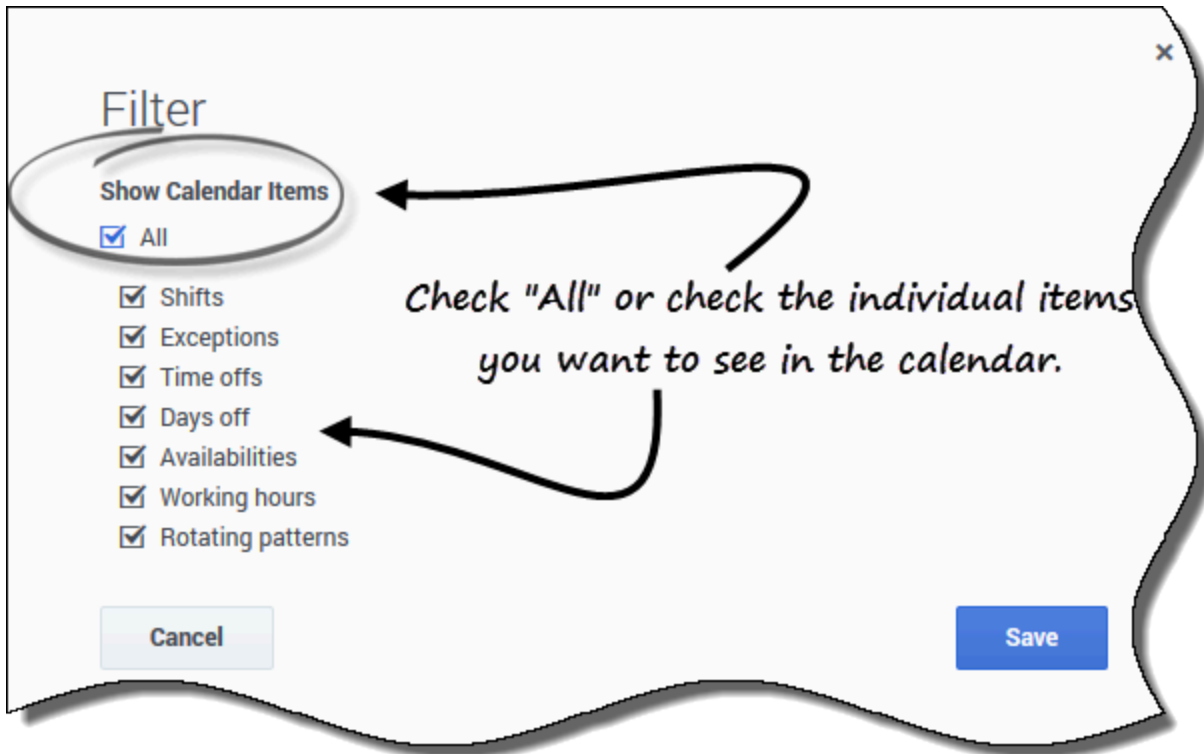 Filter
Show Calendar Items
All
Shifts
Exceptions
Time offs
Days off
Availabilities
Working hours
Rotating patterns
Check "All" or check the individual items
you want to see in the calendar.
Cancel
Save